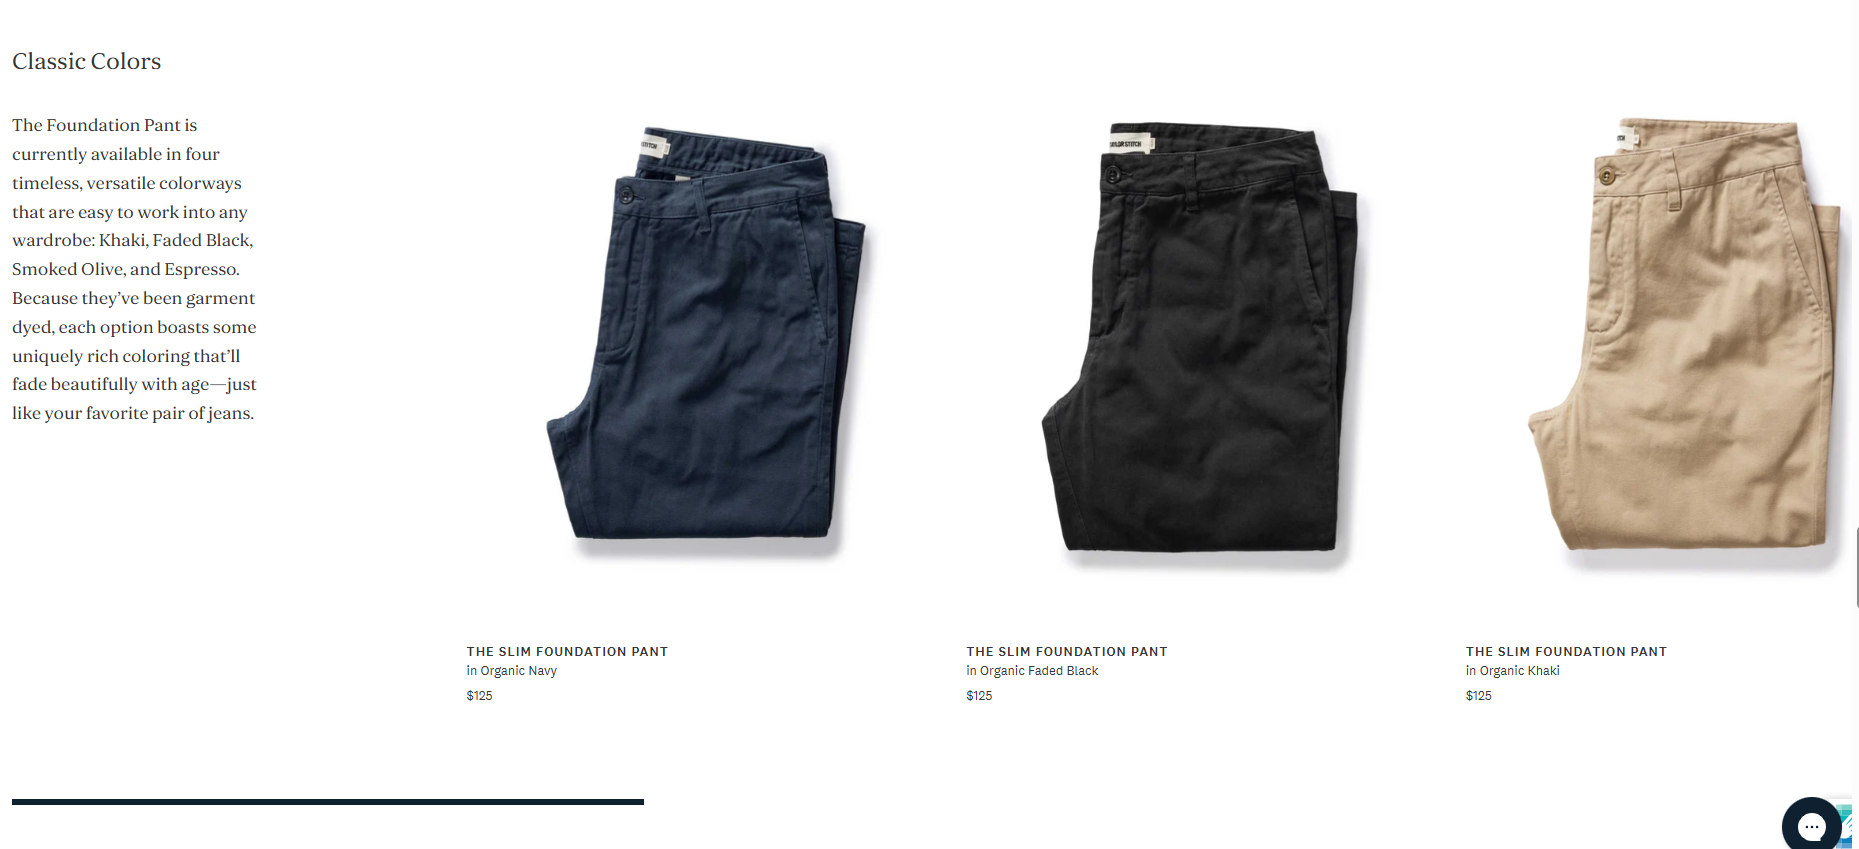 Classic Colors
The Foundation Pant is
currently available in four
timeless, versatile colorways
that are easy to work into any
wardrobe: Khaki, Faded Black,
Smoked Olive, and Espresso.
Because they’ve been garment
dyed, each option boasts some
uniquely rich coloring that’ll
fade beautifully with age—just
like your favorite pair of jeans.
STITCH
TAYLOR STITCH
THE SLIM FOUNDATION PANT
in Organic Navy
$125
THE SLIM FOUNDATION PANT
in Organic Faded Black
$125
THE SLIM FOUNDATION PANT
in Organic Khaki
$125